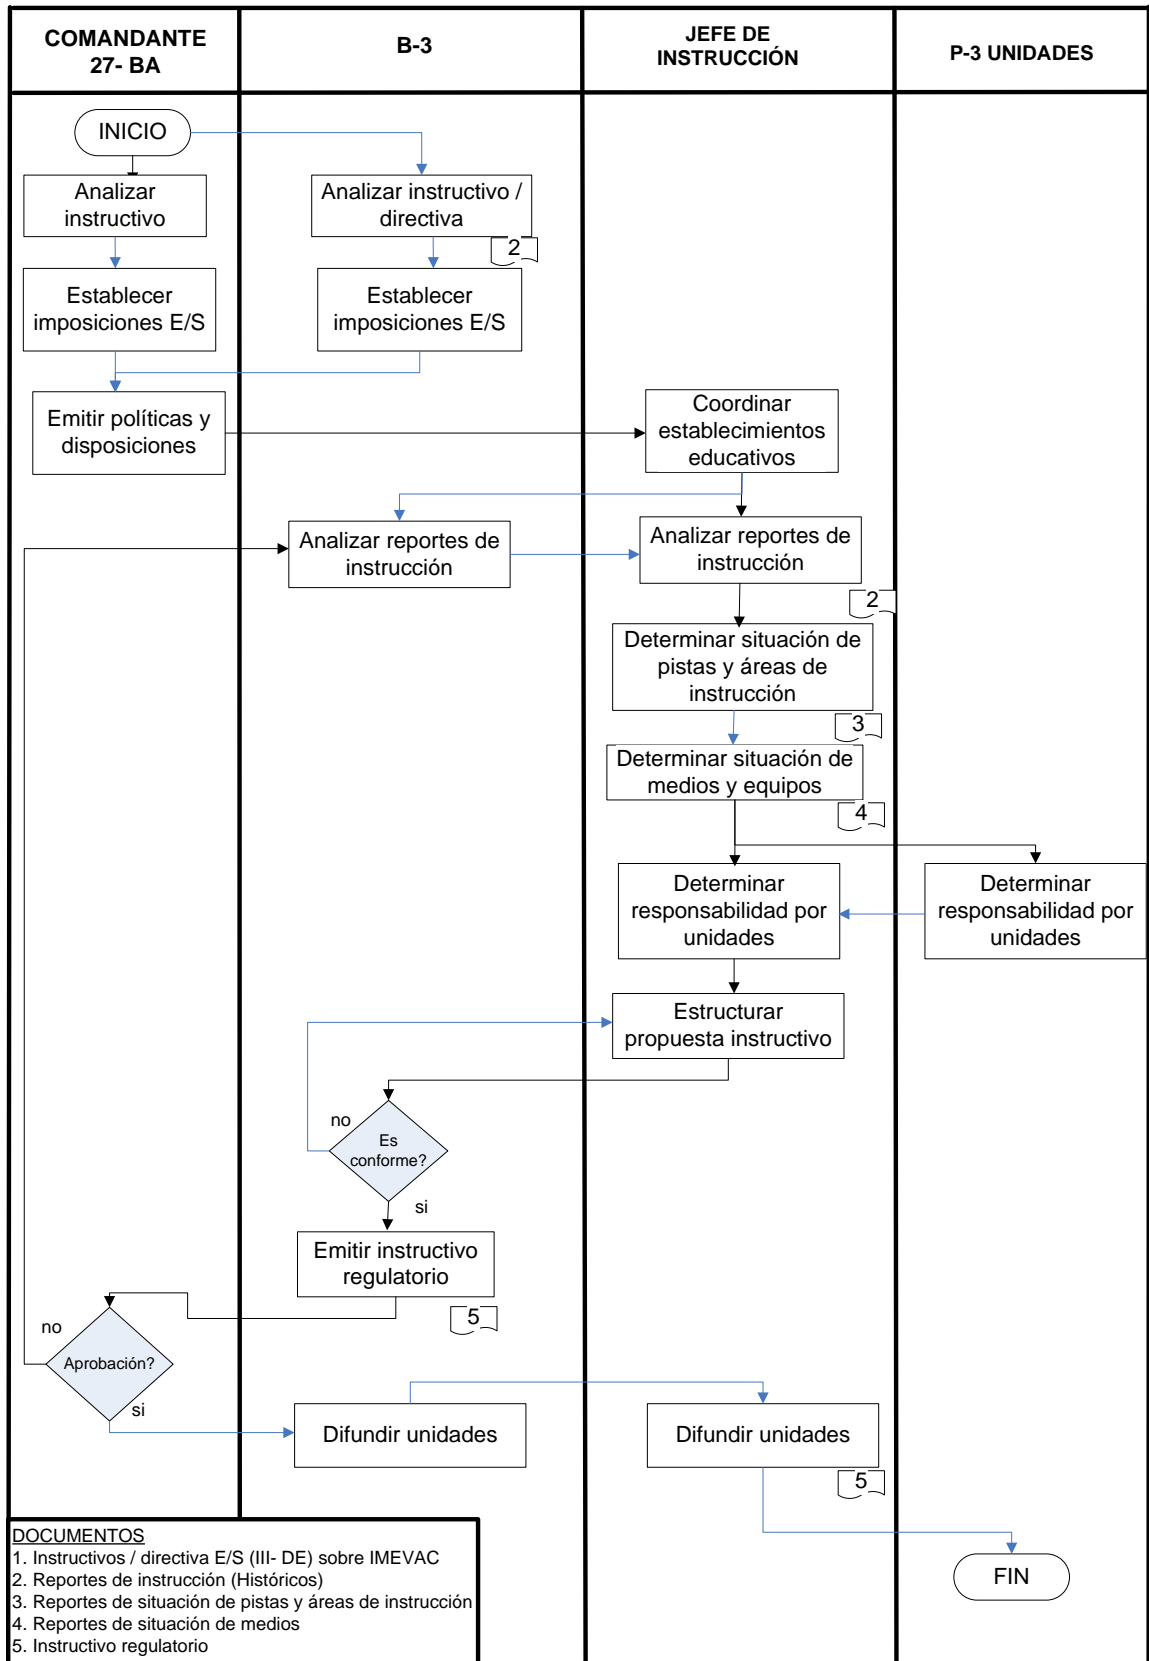 COMANDANTE
27- BA
B-3
JEFE DE
INSTRUCCIÓN
P-3 UNIDADES
INICIO
Analizar
instructivo
Analizar instructivo /
directiva
2
Establecer
imposiciones E/S
Establecer
imposiciones E/S
Emitir políticas y
disposiciones
Coordinar
establecimientos
educativos
Analizar reportes de
instrucción
Analizar reportes de
instrucción
2
Determinar situación de
pistas y áreas de
instrucción
3
Determinar situación de
medios y equipos
4
Determinar
responsabilidad por
unidades
Determinar
responsabilidad por
unidades
Estructurar
propuesta instructivo
no
Es
conforme?
si
Emitir instructivo
regulatorio
5
no
Aprobación?
si
Difundir unidades
Difundir unidades
5
FIN
DOCUMENTOS
1. Instructivos / directiva E/S (III- DE) sobre IMEVAC
2. Reportes de instrucción (Históricos)
3. Reportes de situación de pistas y áreas de instrucción
4. Reportes de situación de medios
5. Instructivo regulatorio